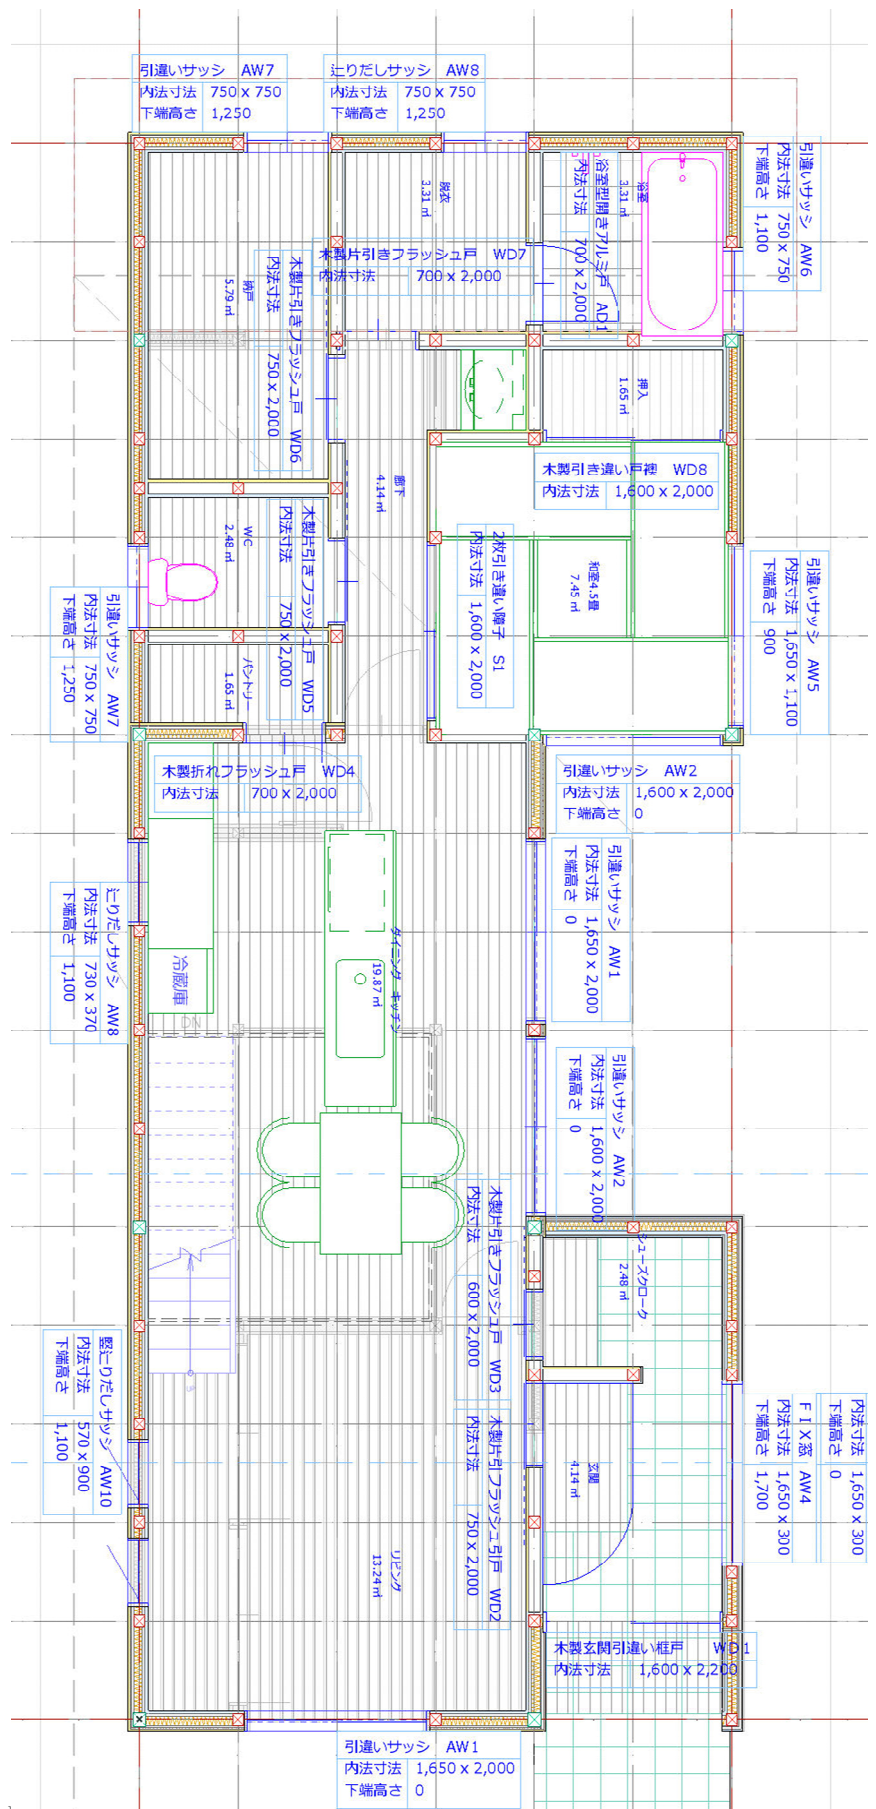 引違いサッシ AW7
内法寸法 750 x 750
下端高さ 1,250
辷りだしサッシ AW8
内法寸法 750 x 750
下端高さ 1,250
引違いサッシ AW6
内法寸法 750 x 750
下端高さ 1,100
脱衣
3.31 ㎡
浴室
3.31 ㎡
浴室型開きアルミ戸 AD1
内法寸法 700 x 2,000
木製片引きフラッシュ戸 WD7
内法寸法 700 x 2,000
納戸
5.79 ㎡
木製片引きフラッシュ戸 WD6
内法寸法 750 x 2,000
押入
1.65 ㎡
木製引き違い戸襖 WD8
内法寸法 1,600 x 2,000
廊下
4.14 ㎡
WC
2.48 ㎡
木製片引きフラッシュ戸 WD5
内法寸法 750 x 2,000
2枚引き違い障子 S1
内法寸法 1,600 x 2,000
和室4.5畳
7.45 ㎡
引違いサッシ AW5
内法寸法 1,650 x 1,100
下端高さ 900
引違いサッシ AW7
内法寸法 750 x 750
下端高さ 1,250
パントリー
1.65 ㎡
木製折れフラッシュ戸 WD4
内法寸法 700 x 2,000
引違いサッシ AW2
内法寸法 1,600 x 2,000
下端高さ 0
引違いサッシ AW1
内法寸法 1,650 x 2,000
下端高さ 0
辷りだしサッシ AW8
内法寸法 730 x 370
下端高さ 1,100
冷蔵庫
DN
ダイニング キッチン
19.87 ㎡
引違いサッシ AW2
内法寸法 1,600 x 2,000
下端高さ 0
木製片引きフラッシュ戸 WD3
内法寸法 600 x 2,000
シューズクローク
2.48 ㎡
竪辷りだしサッシ AW10
内法寸法 570 x 900
下端高さ 1,100
木製片引フラッシュ引戸 WD2
内法寸法 750 x 2,000
玄関
4.14 ㎡
内法寸法 1,650 x 300
下端高さ 0
FIX窓 AW4
内法寸法 1,650 x 300
下端高さ 1,700
リビング
13.24 ㎡
木製玄関引違い框戸 WD1
内法寸法 1,600 x 2,200
引違いサッシ AW1
内法寸法 1,650 x 2,000
下端高さ 0